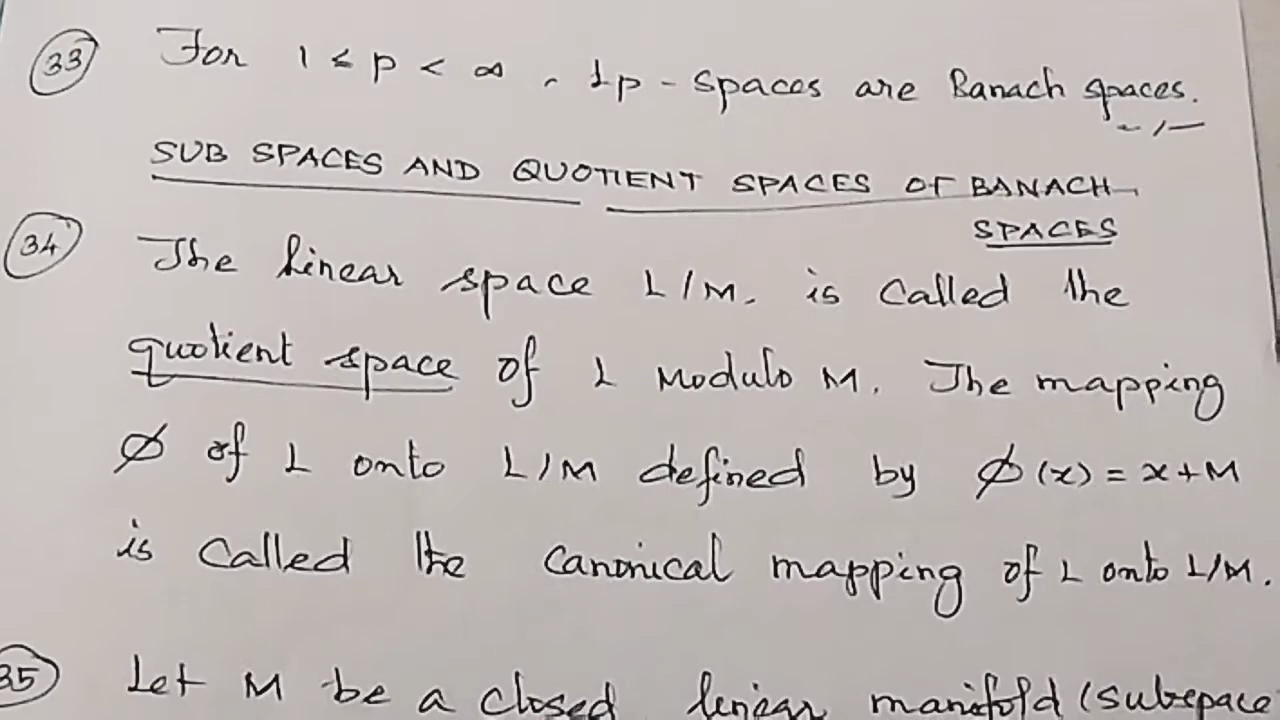 33 For 1 ≤ p < ∞, Lp - spaces are Banach spaces.
SUB SPACES AND QUOTIENT SPACES OF BANACH
SPACES
34 The linear space L/M. is called the
quotient space of L modulo M. The mapping
ϕ of L onto L/M defined by ϕ(x) = x+M
is called the canonical mapping of L onto L/M.
35 Let M be a closed linear manifold (subspace